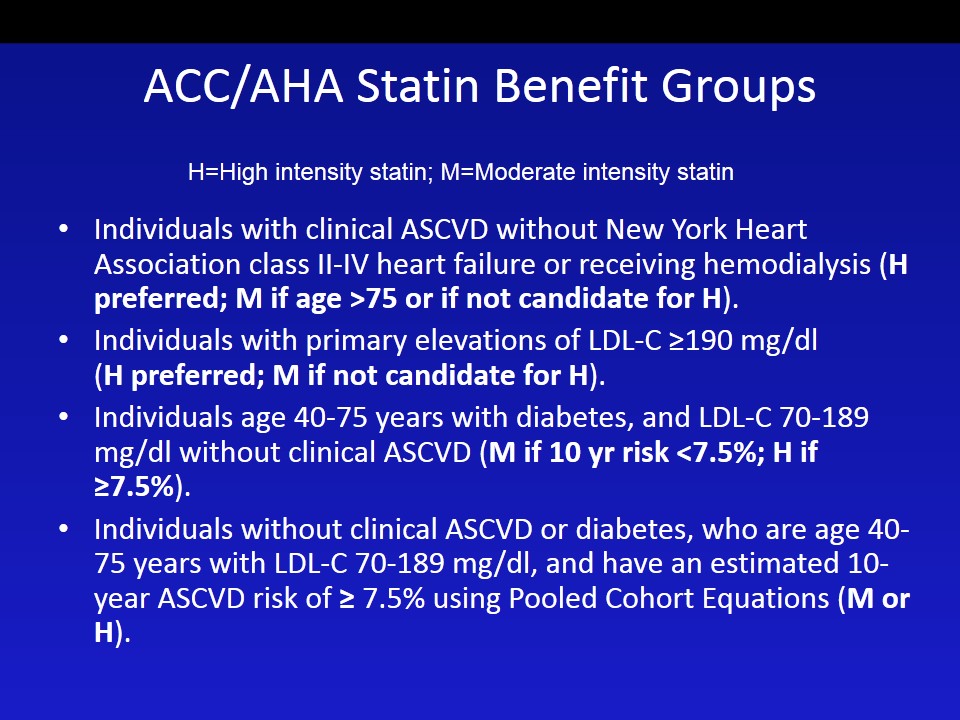 ACC/AHA Statin Benefit Groups
H=High intensity statin; M=Moderate intensity statin
• Individuals with clinical ASCVD without New York Heart
Association class II-IV heart failure or receiving hemodialysis (H
preferred; M if age >75 or if not candidate for H).
• Individuals with primary elevations of LDL-C ≥190 mg/dl
(H preferred; M if not candidate for H).
• Individuals age 40-75 years with diabetes, and LDL-C 70-189
mg/dl without clinical ASCVD (M if 10 yr risk <7.5%; H if
≥7.5%).
• Individuals without clinical ASCVD or diabetes, who are age 40-
75 years with LDL-C 70-189 mg/dl, and have an estimated 10-
year ASCVD risk of ≥ 7.5% using Pooled Cohort Equations (M or
H).